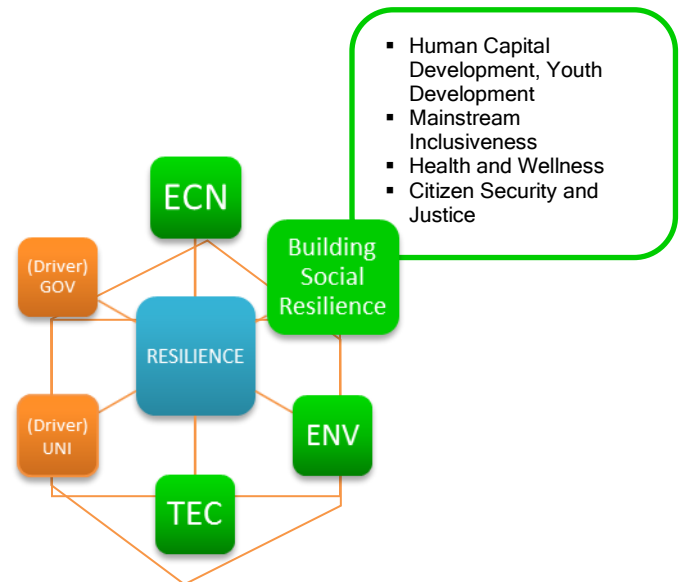 ▪ Human Capital
Development, Youth
Development
▪ Mainstream
Inclusiveness
▪ Health and Wellness
▪ Citizen Security and
Justice
ECN
Building
Social
Resilience
(Driver)
GOV
RESILIENCE
(Driver)
UNI
ENV
TEC